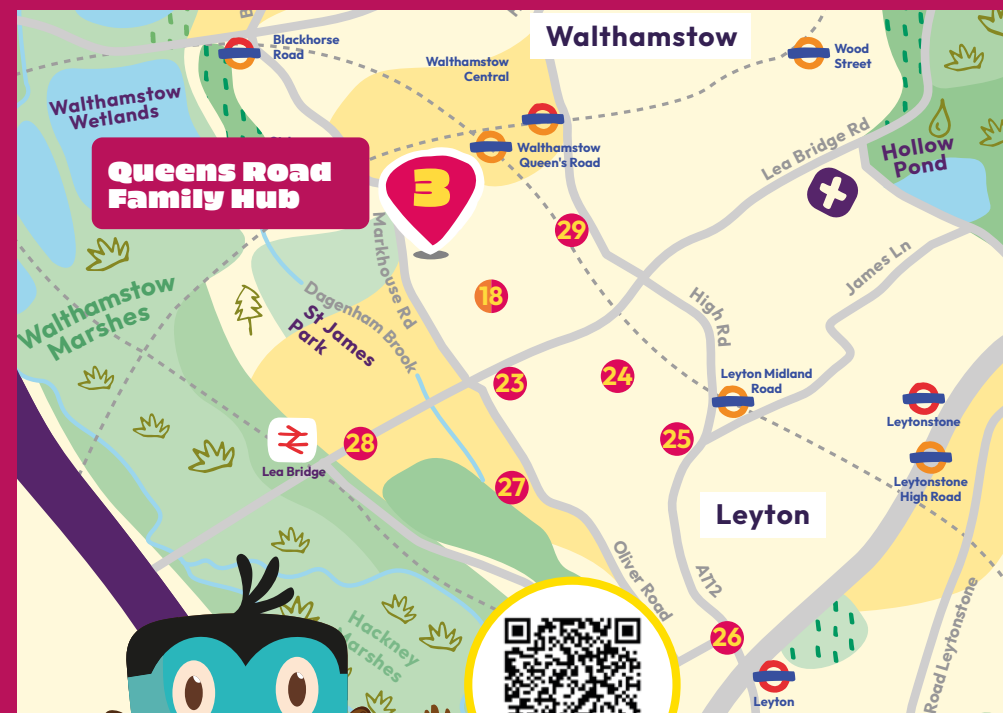 Walthamstow
Blackhorse
Road
Walthamstow
Central
Wood
Street
Walthamstow
Wetlands
Walthamstow
Queen's Road
Lea Bridge Rd
Hollow
Pond
Queens Road
Family Hub
3
29
Markhouse Rd
James Ln
Walthamstow
Marshes
18
Dagenham Brook
St James
Park
High Rd
23
24
Leyton Midland
Road
Leytonstone
28
25
Lea Bridge
Leytonstone
High Road
27
Leyton
Oliver Road
A112
Hackney
Marshes
26
Road Leytonstone
Leyton